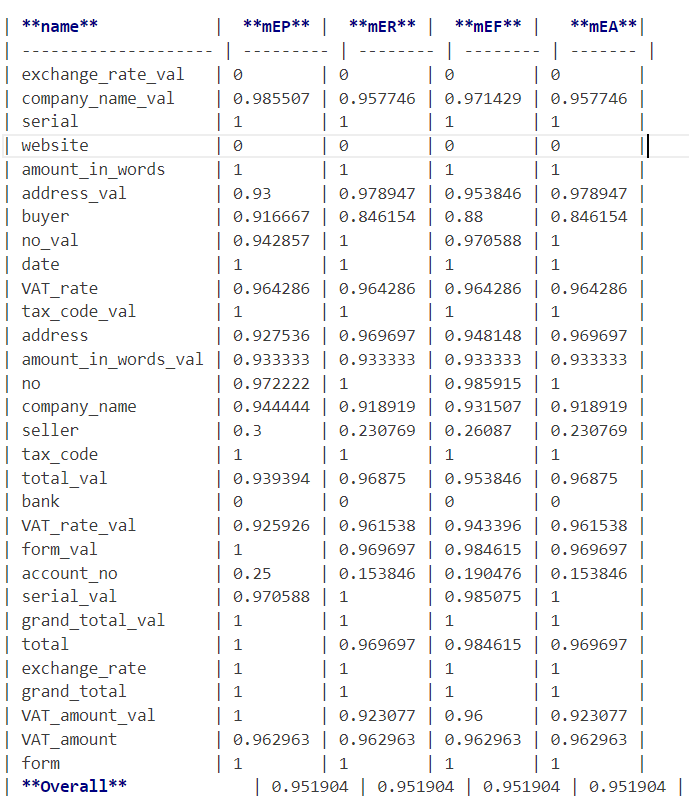 | **name** | **mEP** | **mER** | **mEF** | **mEA**|
| ------------------- | --------- | -------- | -------- | ------- |
| exchange_rate_val | 0 | 0 | 0 | 0 |
| company_name_val | 0.985507 | 0.957746 | 0.971429 | 0.957746 |
| serial | 1 | 1 | 1 | 1 |
| website | 0 | 0 | 0 | 0 |
| amount_in_words | 1 | 1 | 1 | 1 |
| address_val | 0.93 | 0.978947 | 0.953846 | 0.978947 |
| buyer | 0.916667 | 0.846154 | 0.88 | 0.846154 |
| no_val | 0.942857 | 1 | 0.970588 | 1 |
| date | 1 | 1 | 1 | 1 |
| VAT_rate | 0.964286 | 0.964286 | 0.964286 | 0.964286 |
| tax_code_val | 1 | 1 | 1 | 1 |
| address | 0.927536 | 0.969697 | 0.948148 | 0.969697 |
| amount_in_words_val | 0.933333 | 0.933333 | 0.933333 | 0.933333 |
| no | 0.972222 | 1 | 0.985915 | 1 |
| company_name | 0.944444 | 0.918919 | 0.931507 | 0.918919 |
| seller | 0.3 | 0.230769 | 0.26087 | 0.230769 |
| tax_code | 1 | 1 | 1 | 1 |
| total_val | 0.939394 | 0.96875 | 0.953846 | 0.96875 |
| bank | 0 | 0 | 0 | 0 |
| VAT_rate_val | 0.925926 | 0.961538 | 0.943396 | 0.961538 |
| form_val | 1 | 0.969697 | 0.984615 | 0.969697 |
| account_no | 0.25 | 0.153846 | 0.190476 | 0.153846 |
| serial_val | 0.970588 | 1 | 0.985075 | 1 |
| grand_total_val | 1 | 1 | 1 | 1 |
| total | 1 | 0.969697 | 0.984615 | 0.969697 |
| exchange_rate | 1 | 1 | 1 | 1 |
| grand_total | 1 | 1 | 1 | 1 |
| VAT_amount_val | 1 | 0.923077 | 0.96 | 0.923077 |
| VAT_amount | 0.962963 | 0.962963 | 0.962963 | 0.962963 |
| form | 1 | 1 | 1 | 1 |
| **Overall** | 0.951904 | 0.951904 | 0.951904 | 0.951904 |